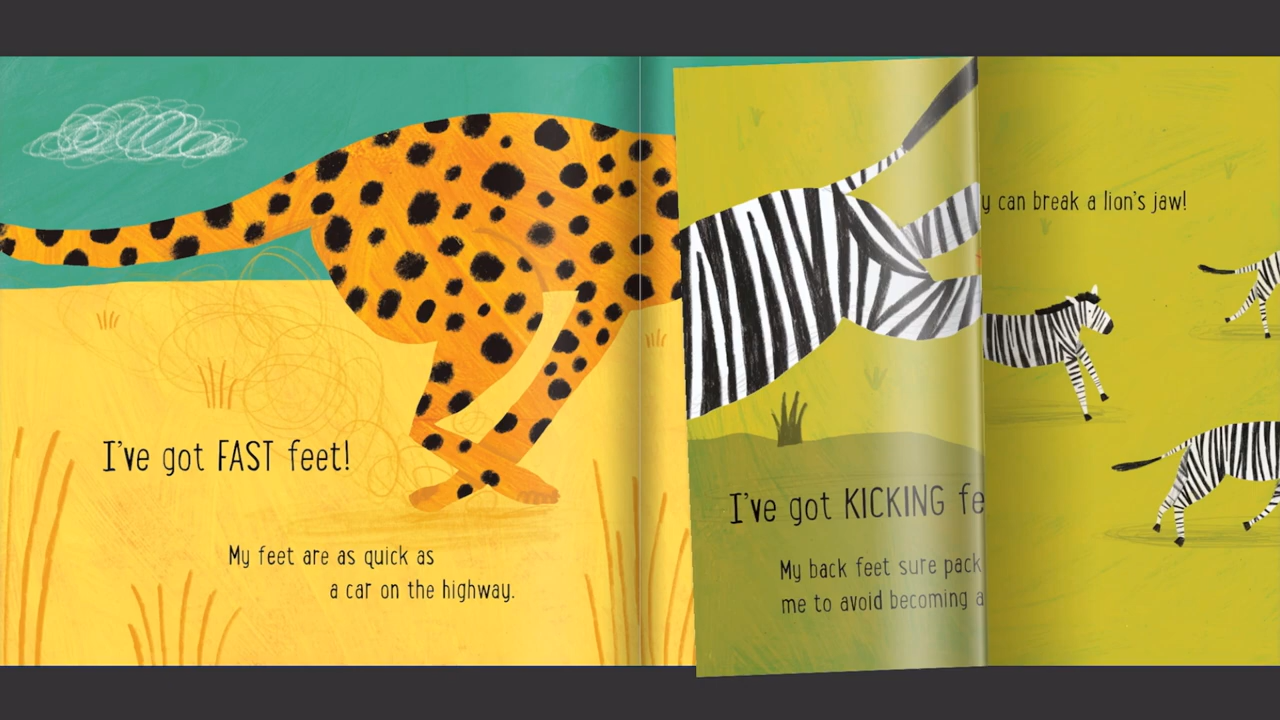 I've got FAST feet!
My feet are as quick as
a car on the highway.
I've got KICKING
My back feet sure pack
me to avoid becoming a
can break a lion's jaw!